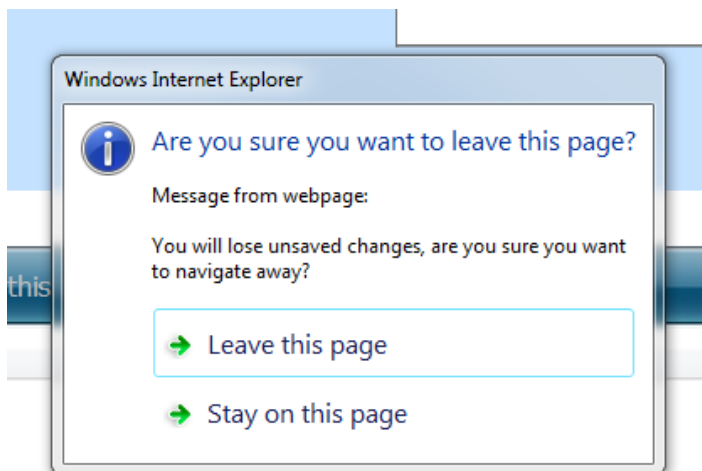 Windows Internet Explorer
Are you sure you want to leave this page?
Message from webpage:
You will lose unsaved changes, are you sure you want
to navigate away?
this
Leave this page
Stay on this page